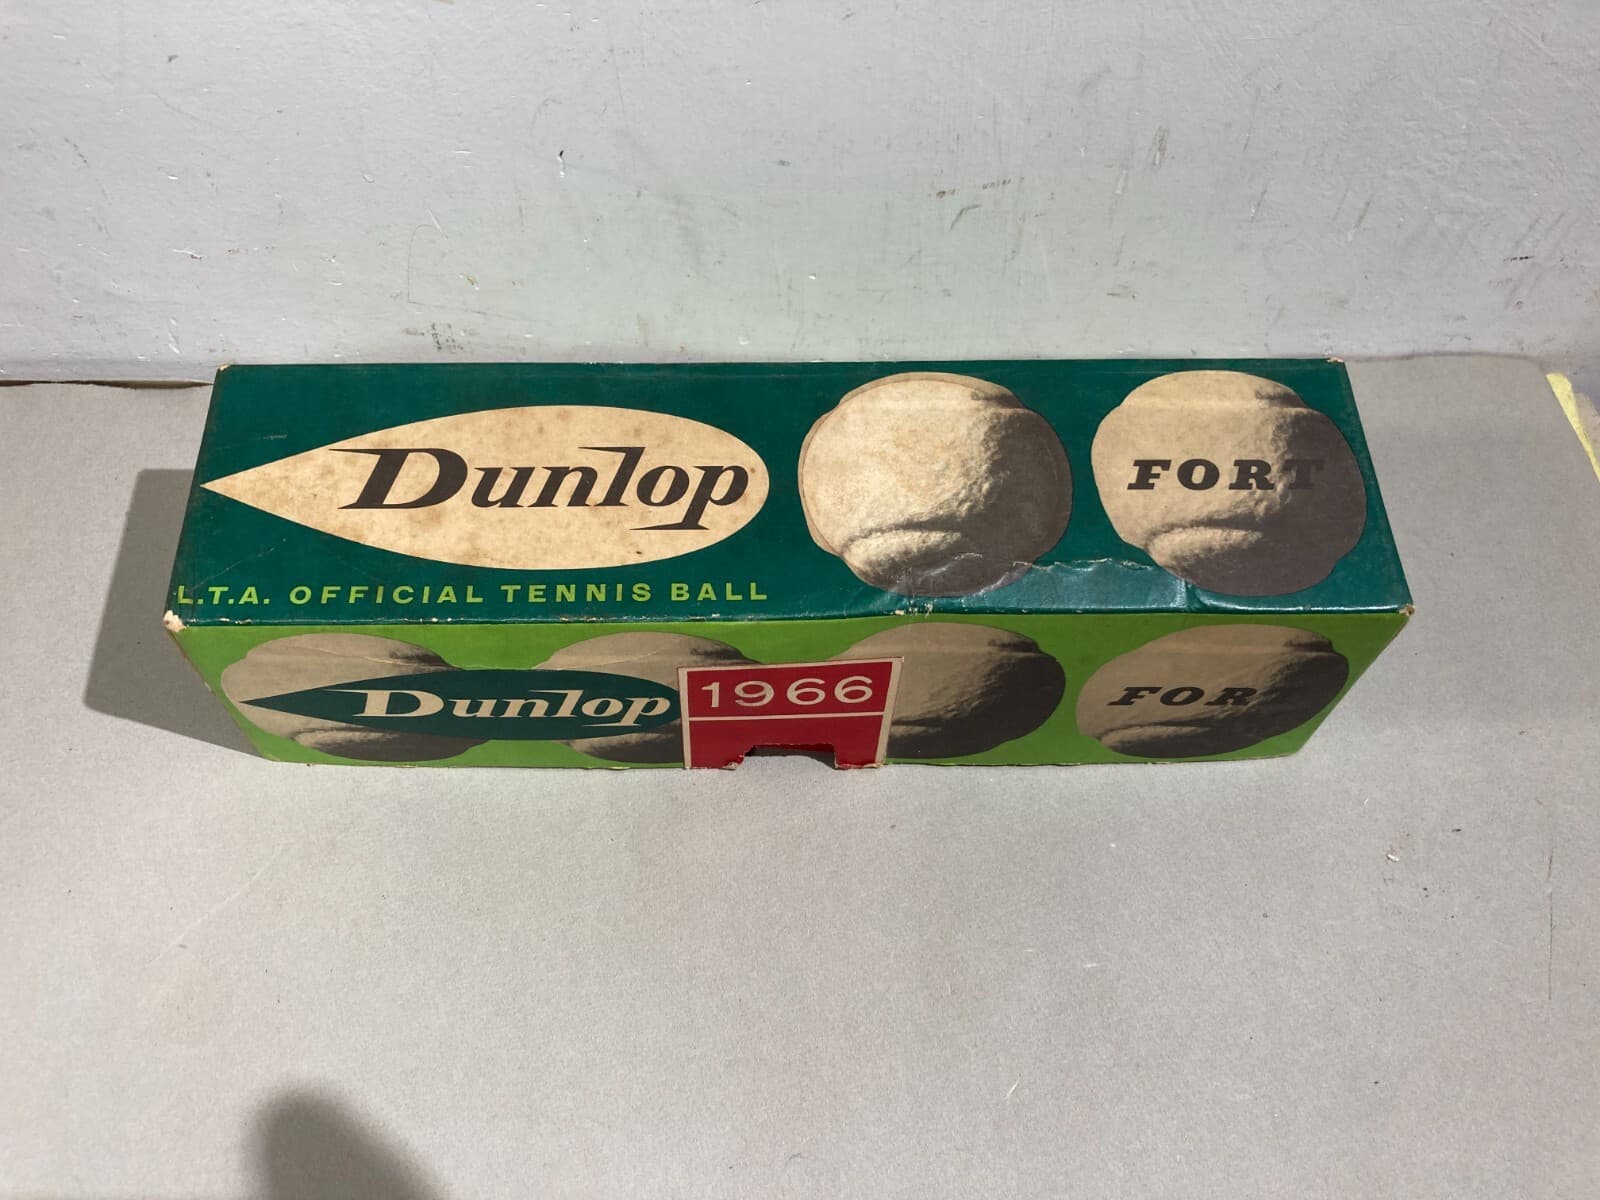 Dunlop
FORT
L.T.A. OFFICIAL TENNIS BALL
Dunlop
1966
FORT